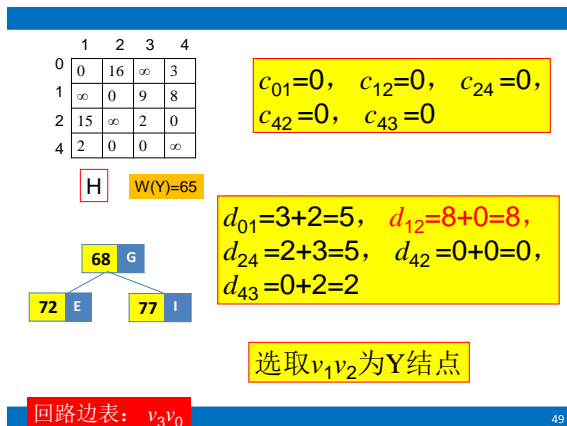 1 2 3 4
0 0 16 ∞ 3
1 ∞ 0 9 8
2 15 ∞ 2 0
4 2 0 0 ∞
H W(Y)=65
c01=0， c12=0， c24 =0，
c42 =0， c43 =0
d01=3+2=5， d12=8+0=8，
d24 =2+3=5， d42 =0+0=0，
d43 =0+2=2
68 G
72 E 77 I
选取v1v2为Y结点
回路边表： v3v0
49